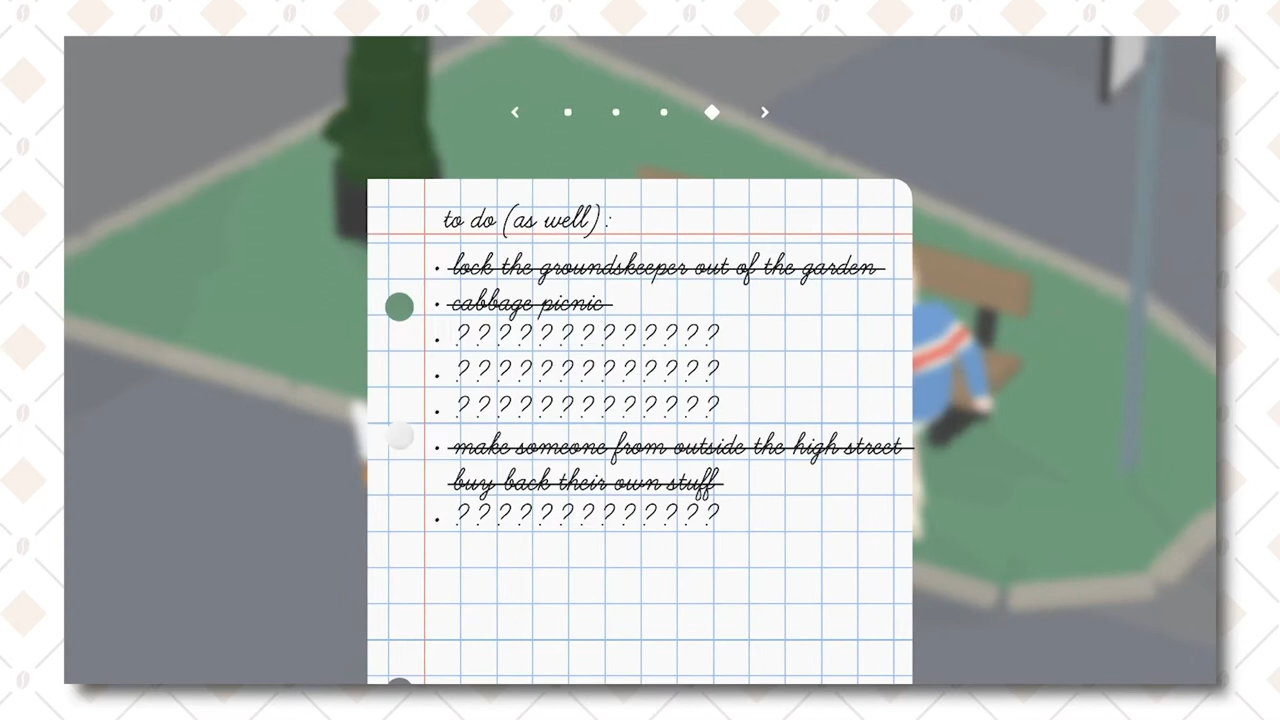 to do (as well):
• lock the groundskeeper out of the garden
• cabbage picnic
• ? ? ? ? ? ? ? ? ? ? ? ? ?
• ? ? ? ? ? ? ? ? ? ? ? ? ?
• ? ? ? ? ? ? ? ? ? ? ? ? ?
• make someone from outside the high street
buy back their own stuff
• ? ? ? ? ? ? ? ? ? ? ? ? ?